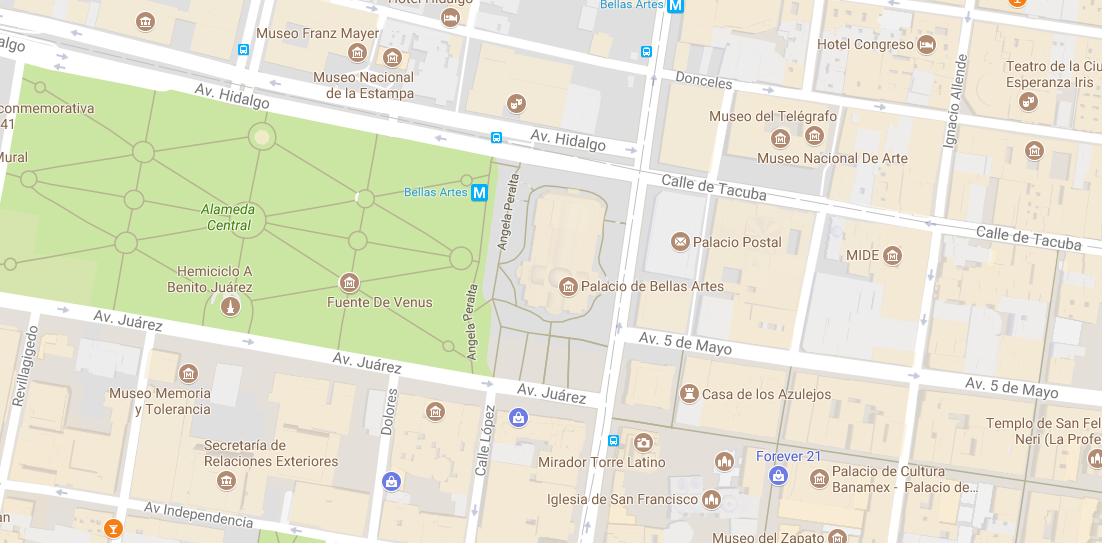 Hotel Hidalgo
Bellas Artes
M
Museo Franz Mayer
Hotel Congreso
Museo Nacional
de la Estampa
Donceles
Teatro de la Ciu
Esperanza Iris
Ignacio Allende
dalgo
Av. Hidalgo
conmemorativa
41
Museo del Telégrafo
Av. Hidalgo
Mural
Museo Nacional De Arte
Bellas Artes
M
Calle de Tacuba
Angela Peralta
Alameda
Central
Palacio Postal
Calle de Tacuba
MIDE
Hemiciclo A
Benito Juárez
Fuente De Venus
Palacio de Bellas Artes
Angela Peralta
Av. Juárez
Av. 5 de Mayo
Av. Juárez
Revillagigedo
Av. Juárez
Av. 5 de Mayo
Museo Memoria
y Tolerancia
Dolores
Casa de los Azulejos
Calle López
Templo de San Fel
Neri (La Profe
Secretaría de
Relaciones Exteriores
Mirador Torre Latino
Forever 21
Palacio de Cultura
Banamex - Palacio de…
Iglesia de San Francisco
Av Independencia
an
Museo del Zapato